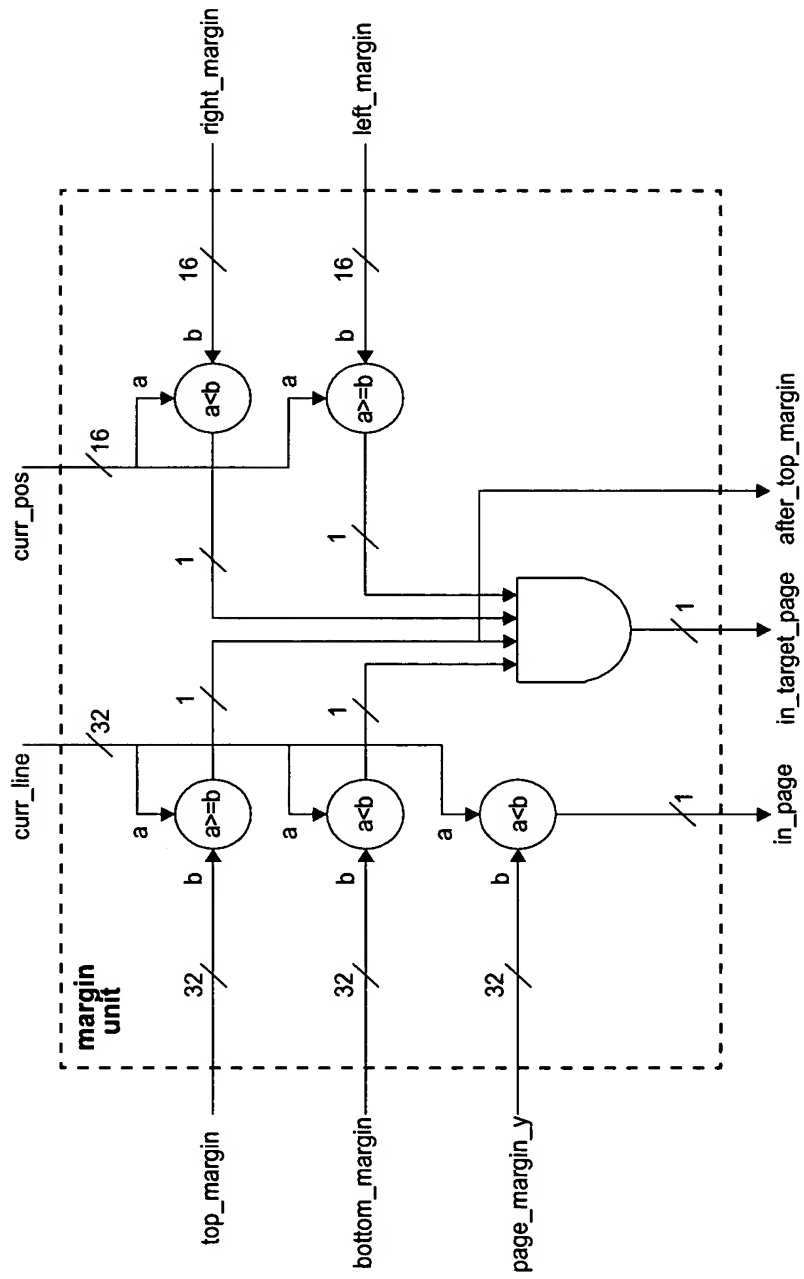 curr_line
curr_pos
margin
unit
32
16
top_margin
32
b
a
a>=b
1
1
a
a<b
b
16
right_margin
bottom_margin
32
b
a
a<b
1
1
a
a>=b
b
16
left_margin
page_margin_y
32
b
a
a<b
1
1
in_page
in_target_page
after_top_margin